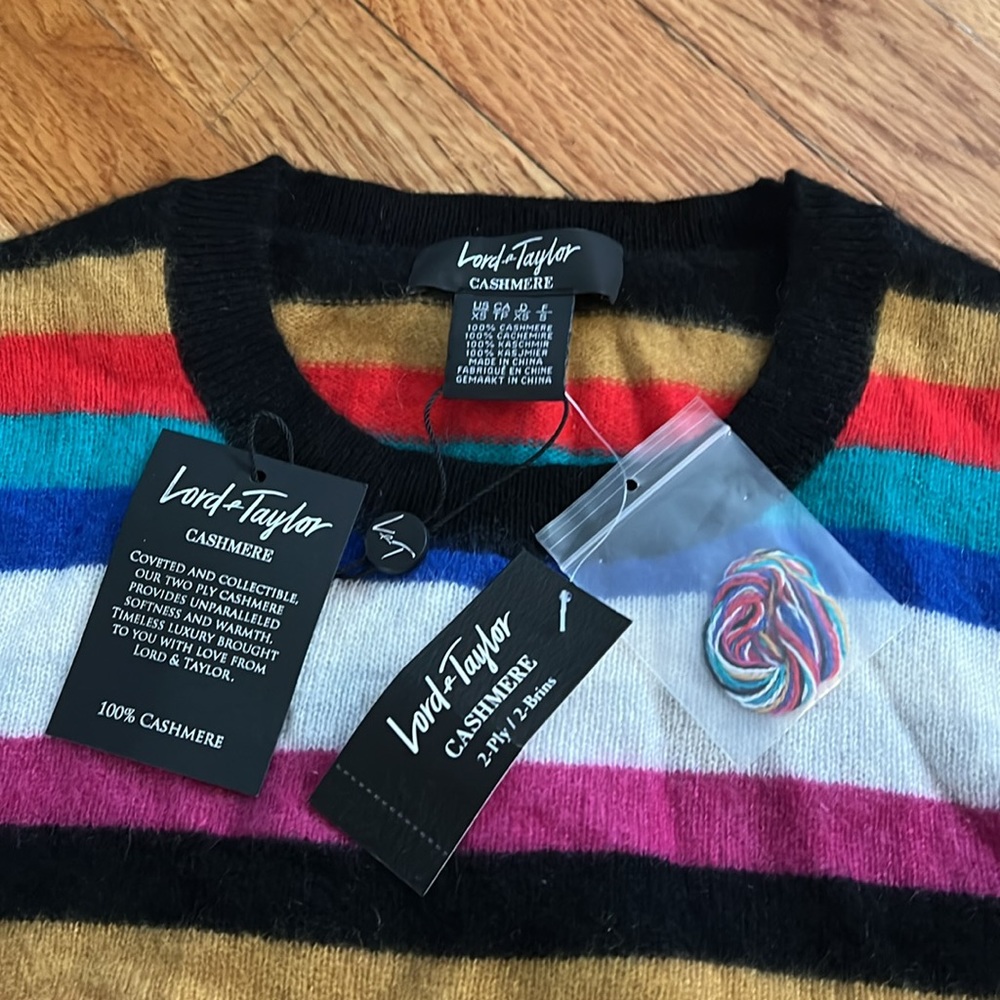 Lord & Taylor
CASHMERE
US CA D F
XS TP XS S
100% CASHMERE
100% CACHEMIRE
100% KASCHMIR
100% KASJMIER
MADE IN CHINA
FABRIQUÉ EN CHINE
GEMAAKT IN CHINA
Lord & Taylor
CASHMERE
COVETED AND COLLECTIBLE,
OUR TWO PLY CASHMERE
PROVIDES UNPARALLELED
SOFTNESS AND WARMTH.
TIMELESS LUXURY BROUGHT
TO YOU WITH LOVE FROM
LORD & TAYLOR.
100% CASHMERE
L&T
Lord & Taylor
CASHMERE
2-Ply / 2-Brins